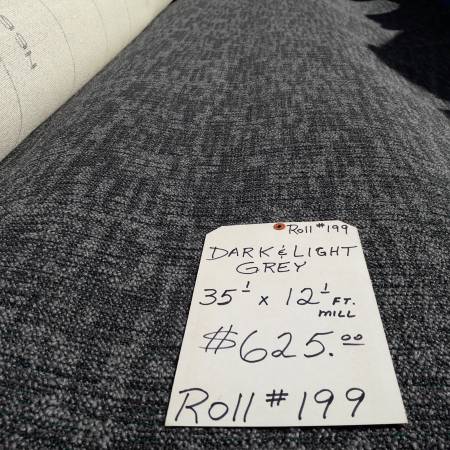 Roll #199
DARK & LIGHT
GREY
35' x 12' FT.
MILL
$625.00
Roll #199